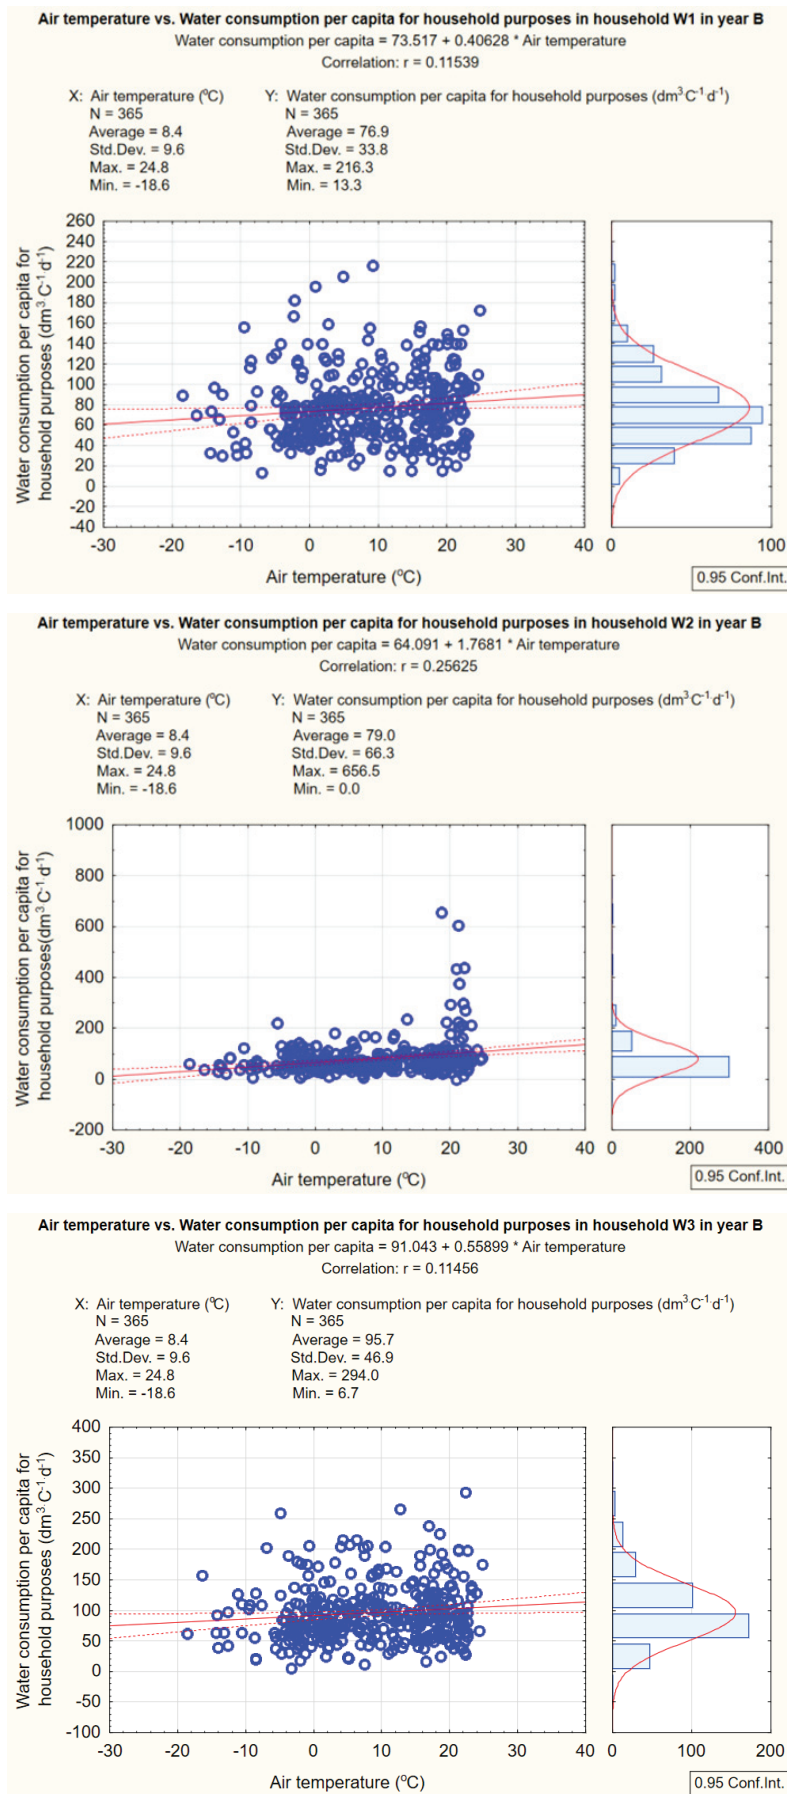 Air temperature vs. Water consumption per capita for household purposes in household W1 in year B
Water consumption per capita = 73.517 + 0.40628 * Air temperature
Correlation: r = 0.11539
X: Air temperature (ºC)
N = 365
Average = 8.4
Std.Dev. = 9.6
Max. = 24.8
Min. = -18.6
Y: Water consumption per capita for household purposes (dm³C⁻¹d⁻¹)
N = 365
Average = 76.9
Std.Dev. = 33.8
Max. = 216.3
Min. = 13.3
Water consumption per capita for
household purposes (dm³ C⁻¹·d⁻¹)
260
240
220
200
180
160
140
120
100
80
60
40
20
0
-20
-40
-30 -20 -10 0 10 20 30 40
0 100
Air temperature (ºC)
0.95 Conf.Int.
Air temperature vs. Water consumption per capita for household purposes in household W2 in year B
Water consumption per capita = 64.091 + 1.7681 * Air temperature
Correlation: r = 0.25625
X: Air temperature (ºC)
N = 365
Average = 8.4
Std.Dev. = 9.6
Max. = 24.8
Min. = -18.6
Y: Water consumption per capita for household purposes (dm³C⁻¹·d⁻¹)
N = 365
Average = 79.0
Std.Dev. = 66.3
Max. = 656.5
Min. = 0.0
Water consumption per capita for
household purposes(dm³C⁻¹·d⁻¹)
1000
800
600
400
200
0
-200
-30 -20 -10 0 10 20 30 40
0 200 400
Air temperature (ºC)
0.95 Conf.Int.
Air temperature vs. Water consumption per capita for household purposes in household W3 in year B
Water consumption per capita = 91.043 + 0.55899 * Air temperature
Correlation: r = 0.11456
X: Air temperature (ºC)
N = 365
Average = 8.4
Std.Dev. = 9.6
Max. = 24.8
Min. = -18.6
Y: Water consumption per capita for household purposes (dm³C⁻¹·d⁻¹)
N = 365
Average = 95.7
Std.Dev. = 46.9
Max. = 294.0
Min. = 6.7
Water consumption per capita for
household purposes (dm³C⁻¹·d⁻¹)
400
350
300
250
200
150
100
50
0
-50
-100
-30 -20 -10 0 10 20 30 40
0 100 200
Air temperature (ºC)
0.95 Conf.Int.